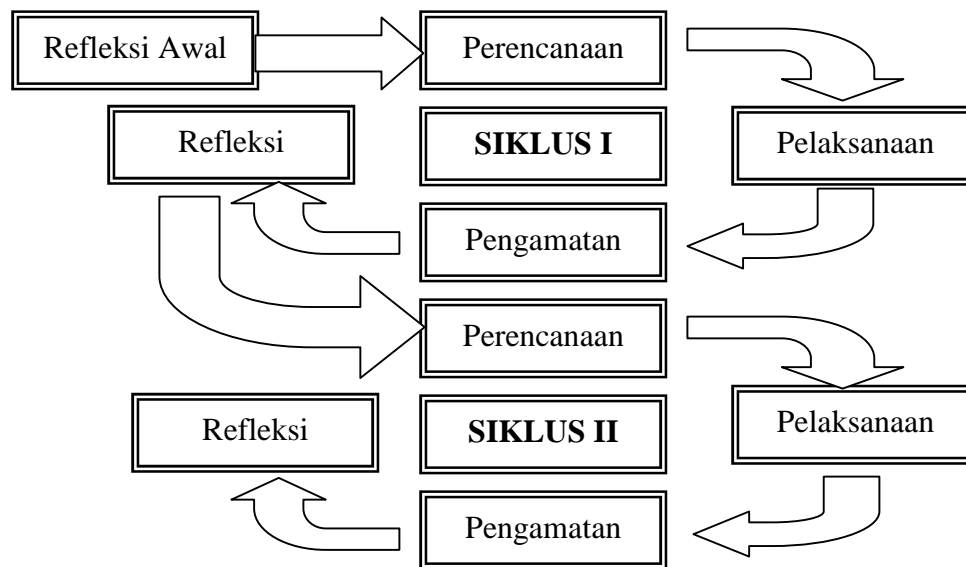 Refleksi Awal
Perencanaan
Refleksi
SIKLUS I
Pelaksanaan
Pengamatan
Perencanaan
Refleksi
SIKLUS II
Pelaksanaan
Pengamatan